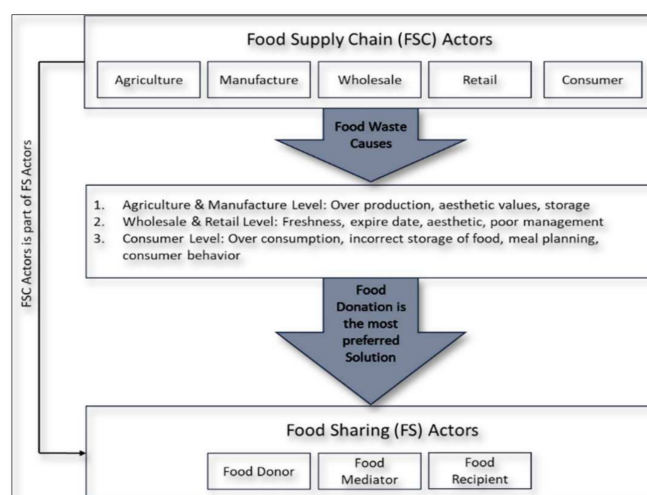 Food Supply Chain (FSC) Actors
Agriculture
Manufacture
Wholesale
Retail
Consumer
Food Waste
Causes
1. Agriculture & Manufacture Level: Over production, aesthetic values, storage
2. Wholesale & Retail Level: Freshness, expire date, aesthetic, poor management
3. Consumer Level: Over consumption, incorrect storage of food, meal planning,
consumer behavior
Food
Donation is
the most
preferred
Solution
FSC Actors is part of FS Actors
Food Sharing (FS) Actors
Food Donor
Food
Mediator
Food
Recipient